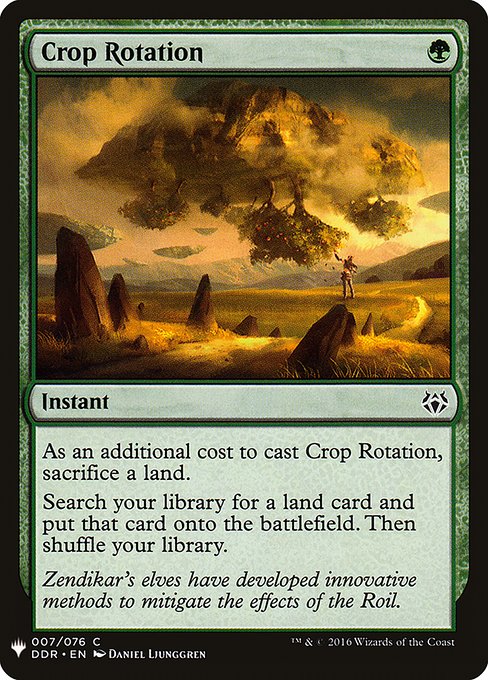 Crop Rotation
Instant
As an additional cost to cast Crop Rotation,
sacrifice a land.
Search your library for a land card and
put that card onto the battlefield. Then
shuffle your library.
Zendikar's elves have developed innovative
methods to mitigate the effects of the Roil.
007/076 C
DDR • EN Daniel Ljunggren
™ & © 2016 Wizards of the Coast